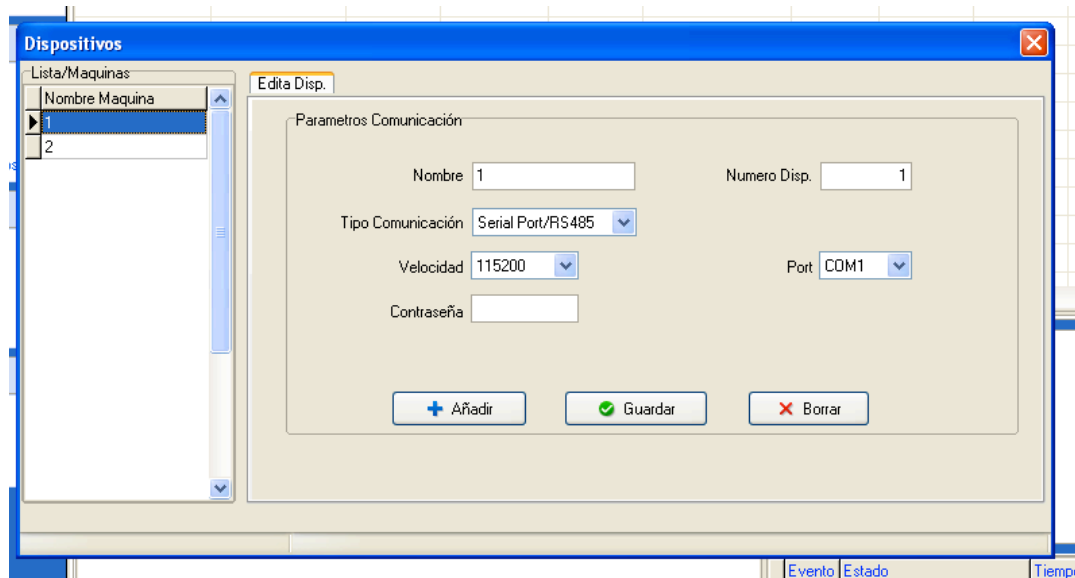 Dispositivos
Lista/Maquinas
Nombre Maquina
1
2
Edita Disp.
Parametros Comunicación
Nombre 1 Numero Disp. 1
Tipo Comunicación Serial Port/RS485
Velocidad 115200 Port COM1
Contraseña
Añadir Guardar Borrar
Evento Estado Tiempo